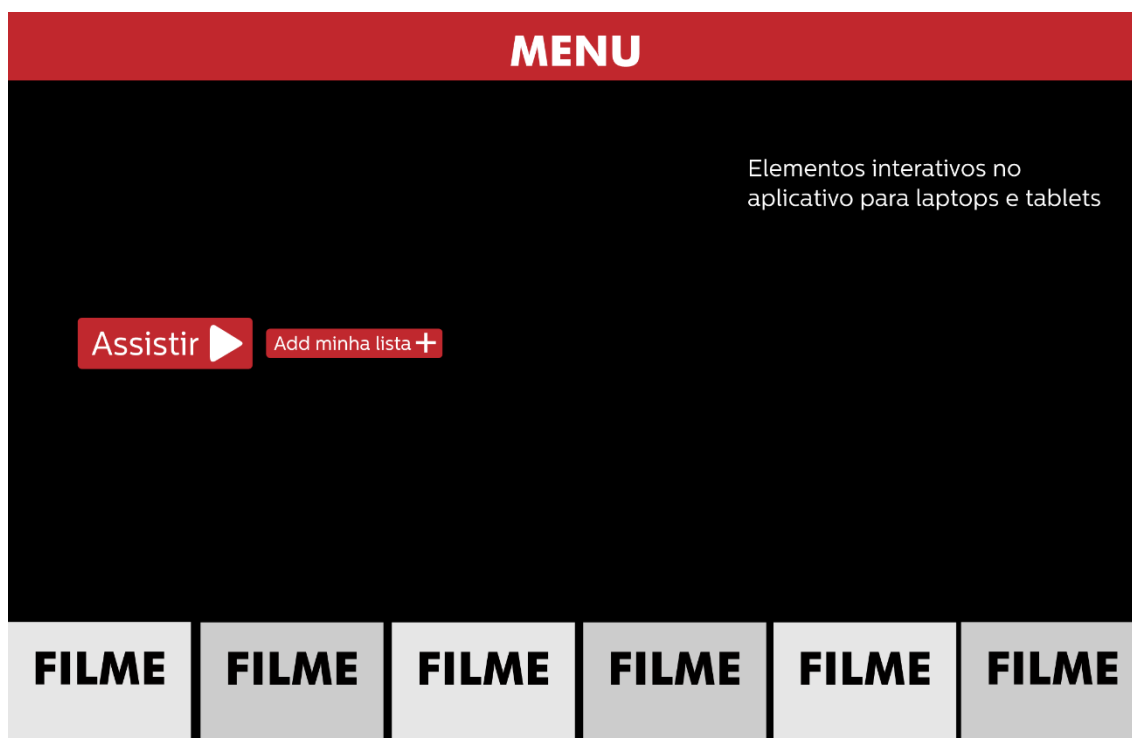 MENU
Elementos interativos no
aplicativo para laptops e tablets
Assistir
Add minha lista +
FILME
FILME
FILME
FILME
FILME
FILME